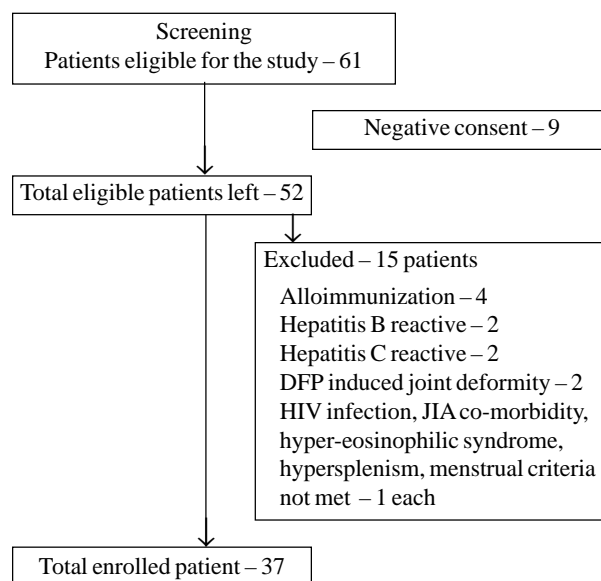 Screening
Patients eligible for the study – 61
Negative consent – 9
Total eligible patients left – 52
Excluded – 15 patients
Alloimmunization – 4
Hepatitis B reactive – 2
Hepatitis C reactive – 2
DFP induced joint deformity – 2
HIV infection, JIA co-morbidity,
hyper-eosinophilic syndrome,
hypersplenism, menstrual criteria
not met – 1 each
Total enrolled patient – 37